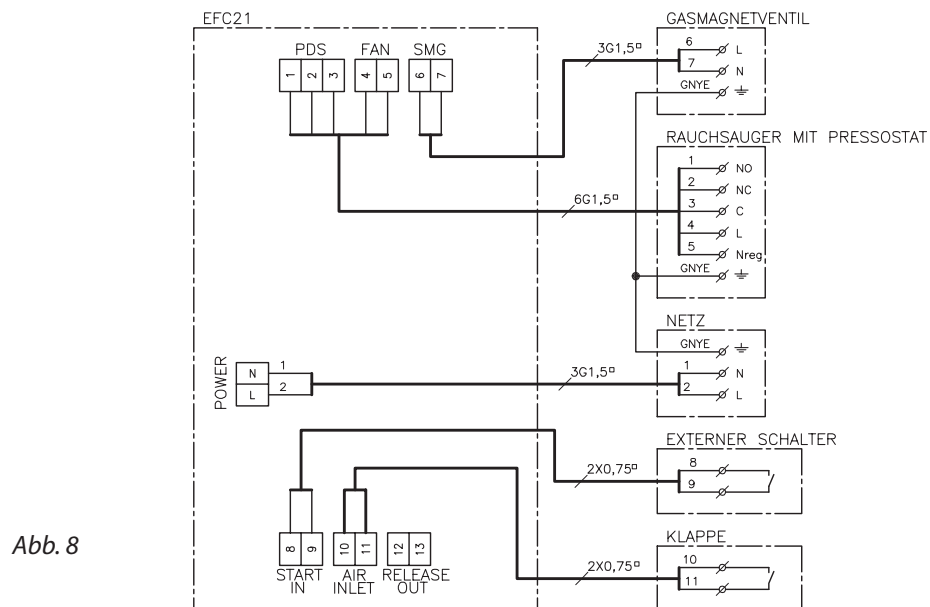 EFC21
GASMAGNETVENTIL
PDS FAN SMG
1 2 3 4 5 6 7
3G1,5▫
6 L
7 N
GNYE
RAUCHSAUGER MIT PRESSOSTAT
1 NO
2 NC
6G1,5▫
3 C
4 L
5 Nreg
GNYE
NETZ
GNYE
POWER
N 1
L 2
3G1,5▫
1 N
2 L
EXTERNER SCHALTER
2X0,75▫
8
9
Abb. 8
8 9 10 11 12 13
START IN
AIR INLET
RELEASE OUT
KLAPPE
2X0,75▫
10
11